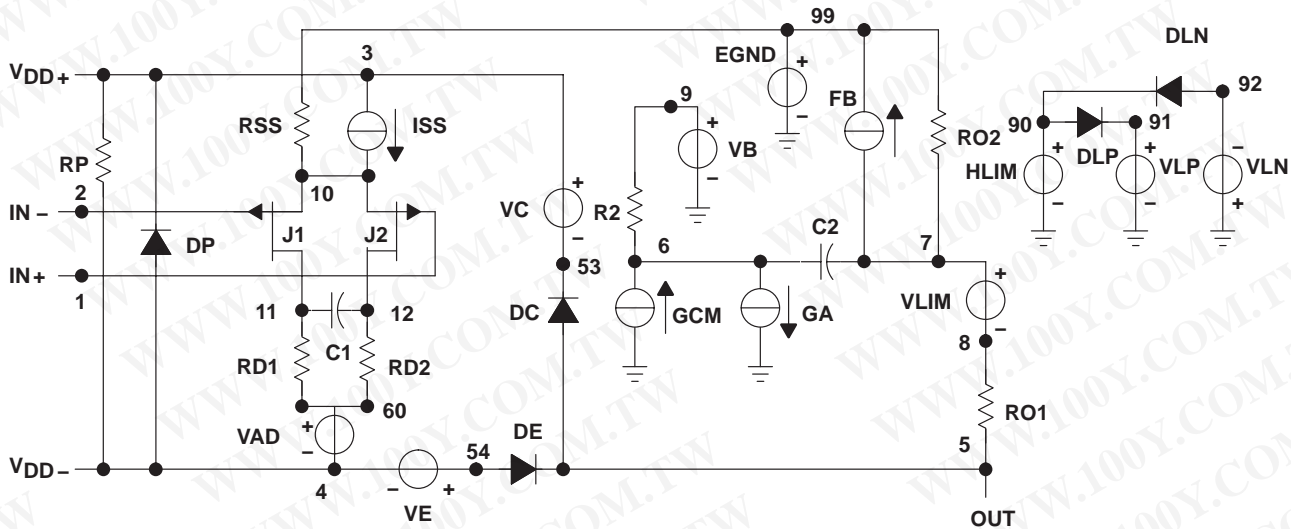 99
DLN
3
EGND
92
VDD+
FB
9
ISS
90
91
RSS
RO2
VB
DLP
RP
HLIM
VLP
VLN
2
10
IN −
VC
R2
J1
J2
C2
DP
6
7
IN +
53
1
VLIM
11
12
DC
GCM
GA
C1
8
RD1
RD2
60
RO1
VAD
DE
54
5
VDD−
4
VE
OUT
+
−
+
−
+
−
+
−
+
−
+
−
+
−
−
+
+
−
−
+
WWW.100Y.COM.TW